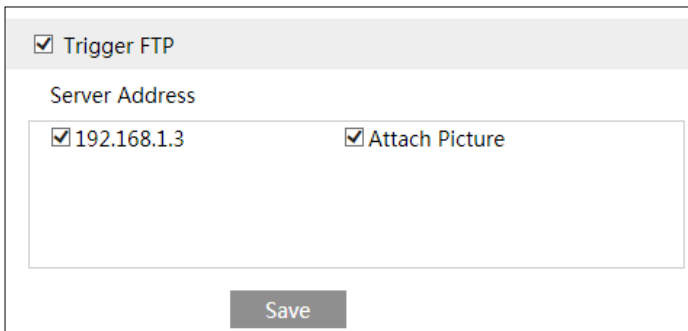 Trigger FTP
Server Address
192.168.1.3 Attach Picture
Save